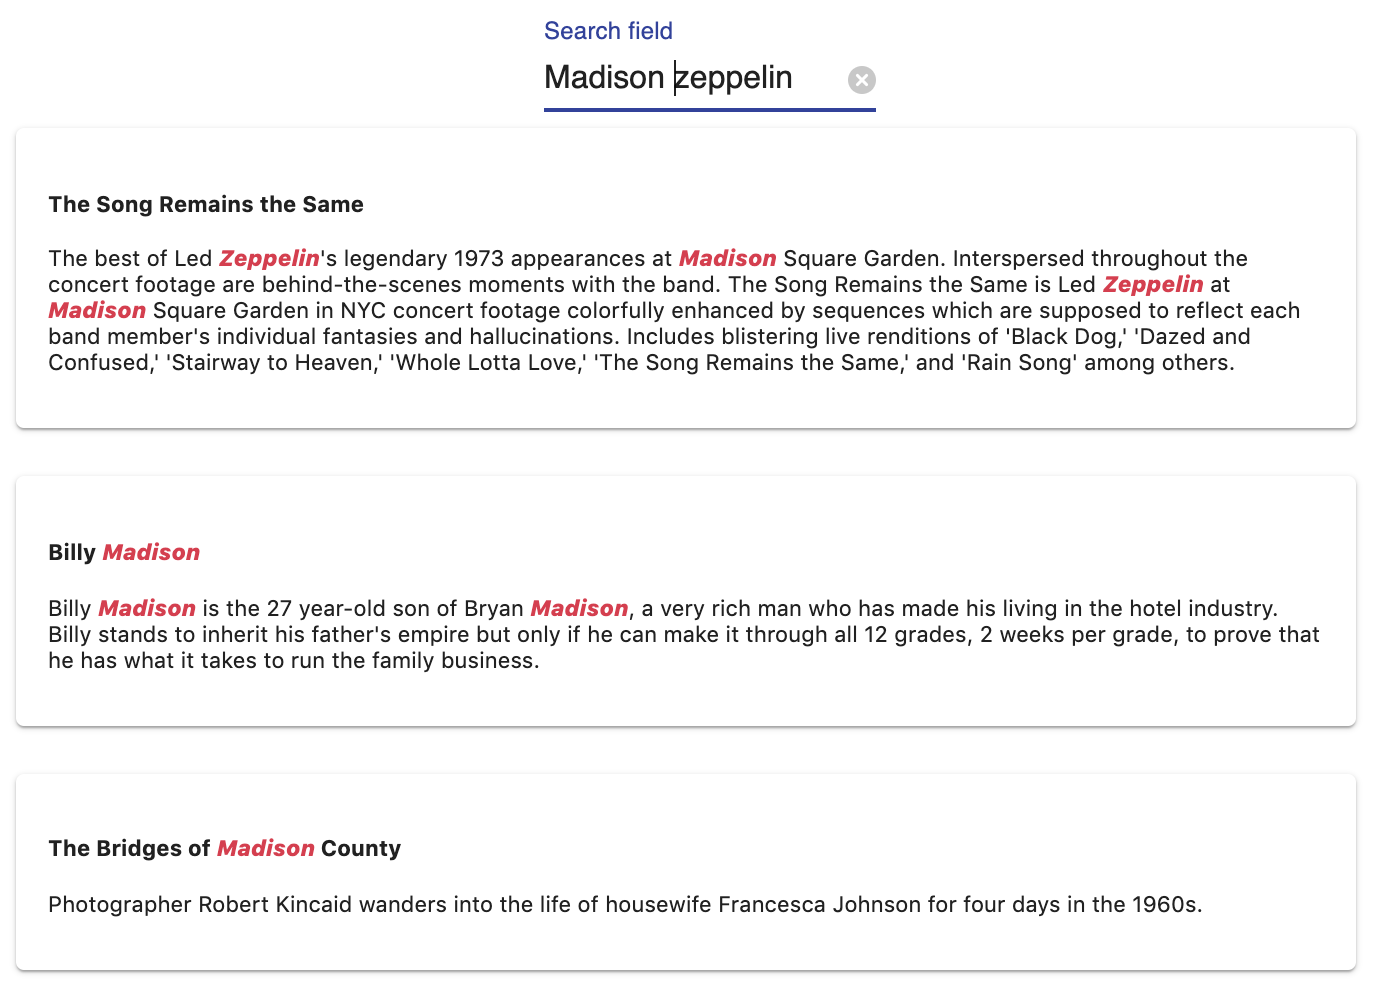 Search field
Madison zeppelin
The Song Remains the Same
The best of Led Zeppelin's legendary 1973 appearances at Madison Square Garden. Interspersed throughout the
concert footage are behind-the-scenes moments with the band. The Song Remains the Same is Led Zeppelin at
Madison Square Garden in NYC concert footage colorfully enhanced by sequences which are supposed to reflect each
band member's individual fantasies and hallucinations. Includes blistering live renditions of 'Black Dog,' 'Dazed and
Confused,' 'Stairway to Heaven,' 'Whole Lotta Love,' 'The Song Remains the Same,' and 'Rain Song' among others.
Billy Madison
Billy Madison is the 27 year-old son of Bryan Madison, a very rich man who has made his living in the hotel industry.
Billy stands to inherit his father's empire but only if he can make it through all 12 grades, 2 weeks per grade, to prove that
he has what it takes to run the family business.
The Bridges of Madison County
Photographer Robert Kincaid wanders into the life of housewife Francesca Johnson for four days in the 1960s.